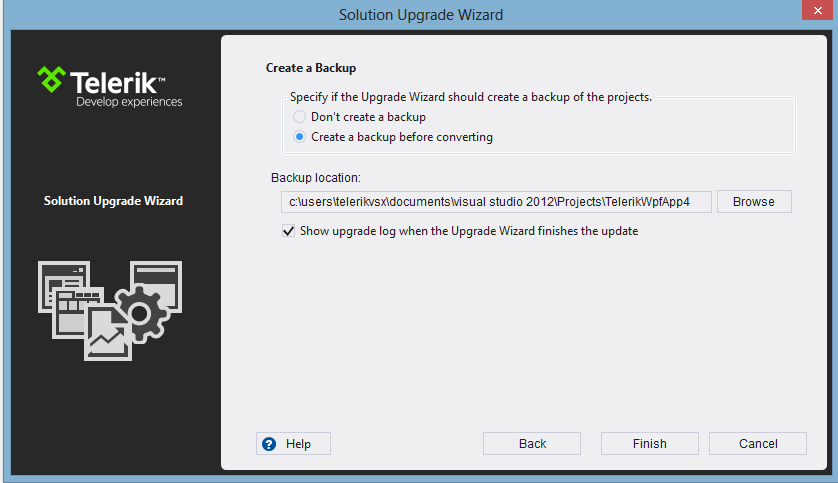 Solution Upgrade Wizard
Telerik™
Develop experiences
Solution Upgrade Wizard
Create a Backup
Specify if the Upgrade Wizard should create a backup of the projects.
Don't create a backup
Create a backup before converting
Backup location:
c:\users\telerikvsx\documents\visual studio 2012\Projects\TelerikWpfApp4
Browse
Show upgrade log when the Upgrade Wizard finishes the update
? Help
Back
Finish
Cancel